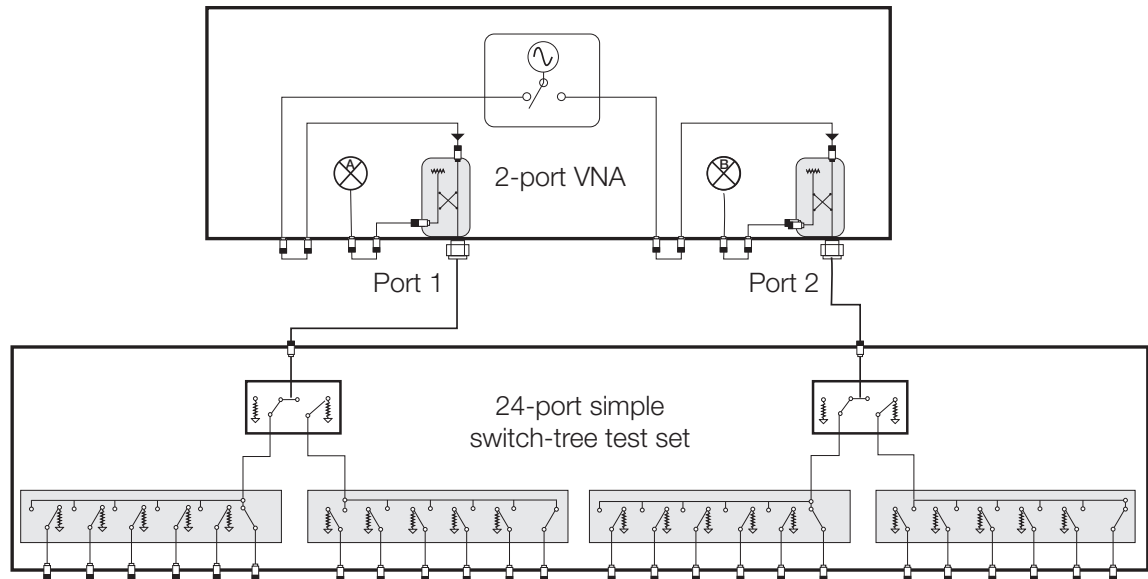 A
B
2-port VNA
Port 1
Port 2
24-port simple
switch-tree test set